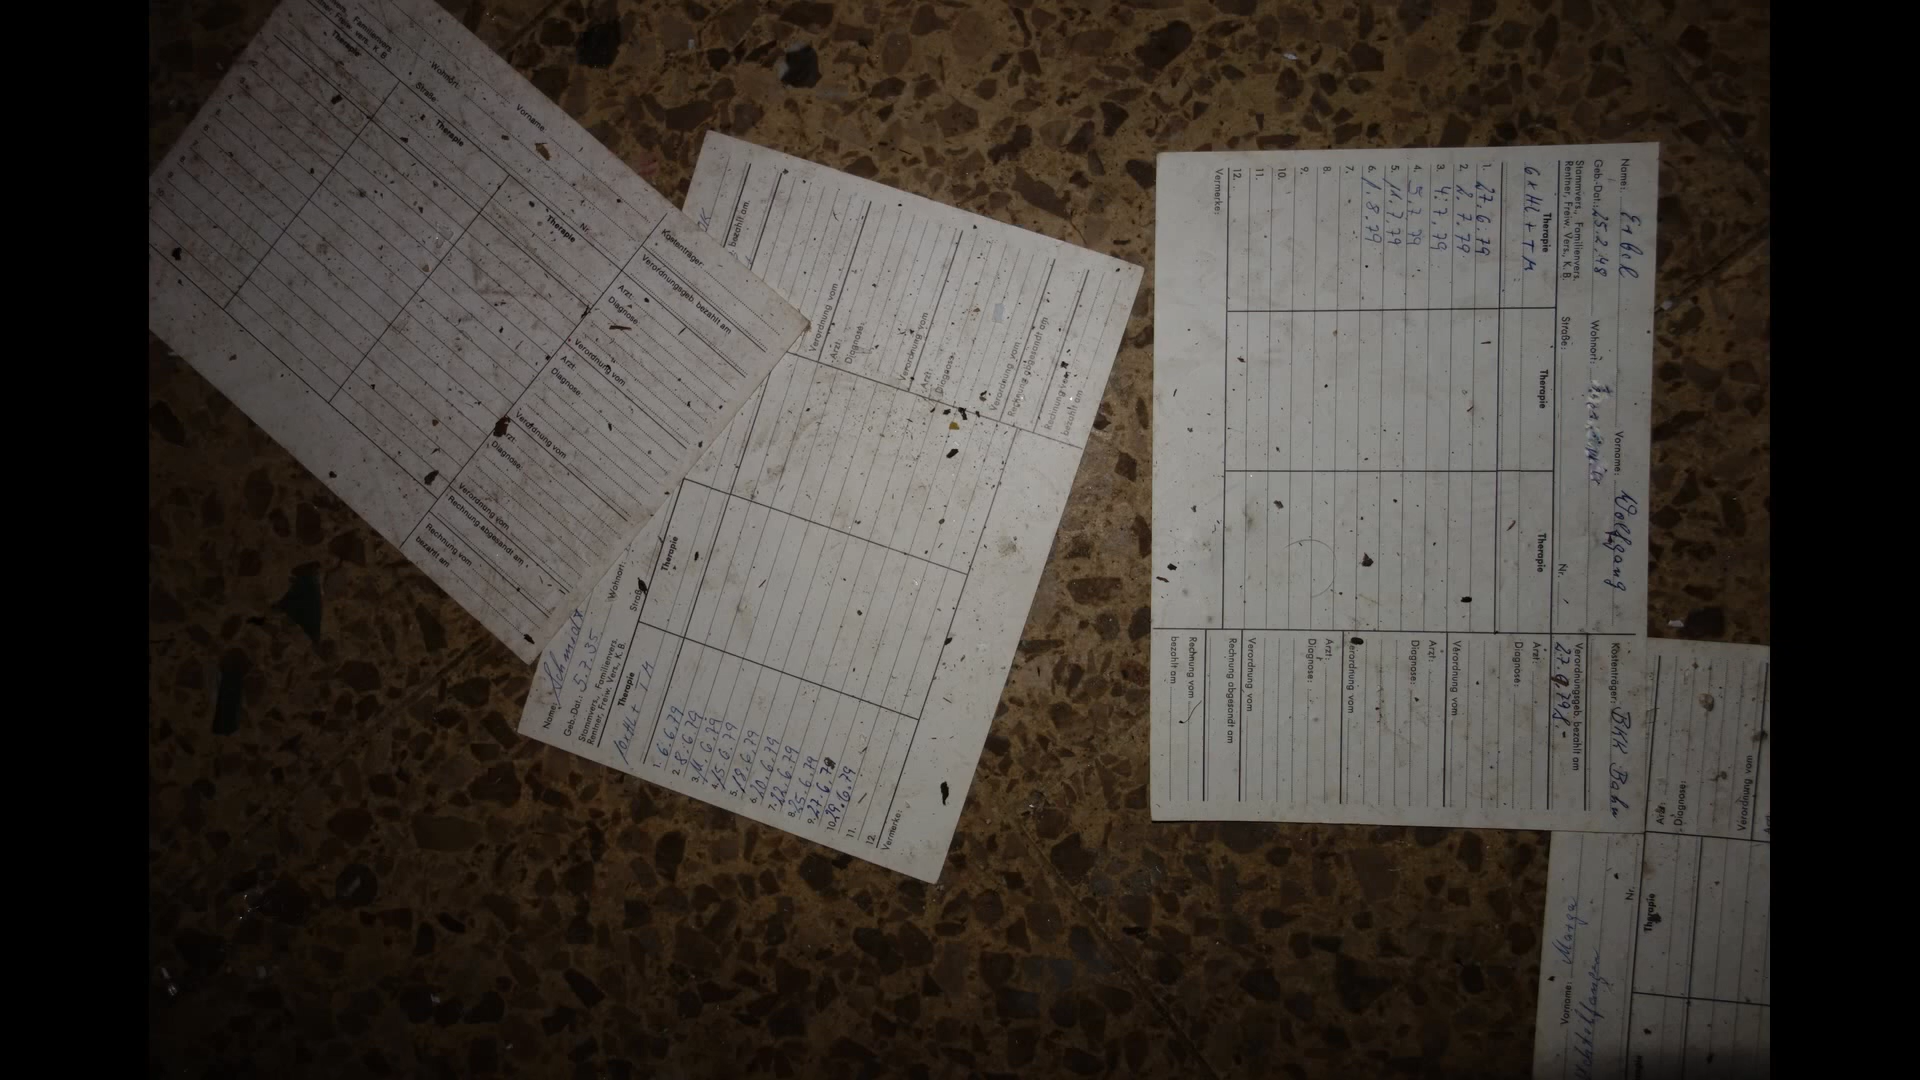 Wohnort:
Vorname
Familienvers.
vers. K. B
Straße:
Nr.
Therapie
Therapie
Therapie
1.
Kostenträger:
Verordnungsgeb. bezahlt am
Arzt:
Diagnose:
Verordnung vom
Arzt:
Diagnose:
Verordnung vom
Arzt:
Diagnose:
Verordnung vom
Rechnung abgesandt am
Rechnung vom
bezahlt am
Name: Schmidt
Geb.-Dat.: 5.7.35
Wohnort:
Stammvers., Familienvers.
Rentner, Freiw. Vers., K. B.
Straße
Therapie
Therapie
10xHL + TM
1. 6.6.79
2. 8.6.79
3. 11.6.79
4. 15.6.79
5. 18.6.79
6. 20.6.79
7. 22.6.79
8. 25.6.79
9. 27.6.79
10. 29.6.79
11.
12.
Vermerke:
bezahlt am
Verordnung vom
Arzt:
Diagnose:
Verordnung vom
Arzt:
Diagnose:
Verordnung vom
Rechnung abgesandt am
Rechnung vom
bezahlt am
Name: Erbel
Vorname: Wolfgang
Geb.-Dat.: 25.2.48
Wohnort:
Stammvers., Familienvers.
Rentner, Freiw. Vers., K. B.
Straße:
Nr.
Therapie
Therapie
Therapie
6xHL + TM
1. 27.6.79
2. 2.7.79
3. 4.7.79
4. 5.7.79
5. 11.7.79
6. 1.8.79
7.
8.
9.
10.
11.
12.
Vermerke:
Kostenträger: BKK Bahn
Verordnungsgeb. bezahlt am
Arzt:
Diagnose:
Verordnung vom
Arzt:
Diagnose:
Verordnung vom
Arzt:
Diagnose:
Verordnung vom
Rechnung abgesandt am
Rechnung vom
bezahlt am
Arzt:
Diagnose:
Verordnung vom
Nr.
Therapie
Vorname: